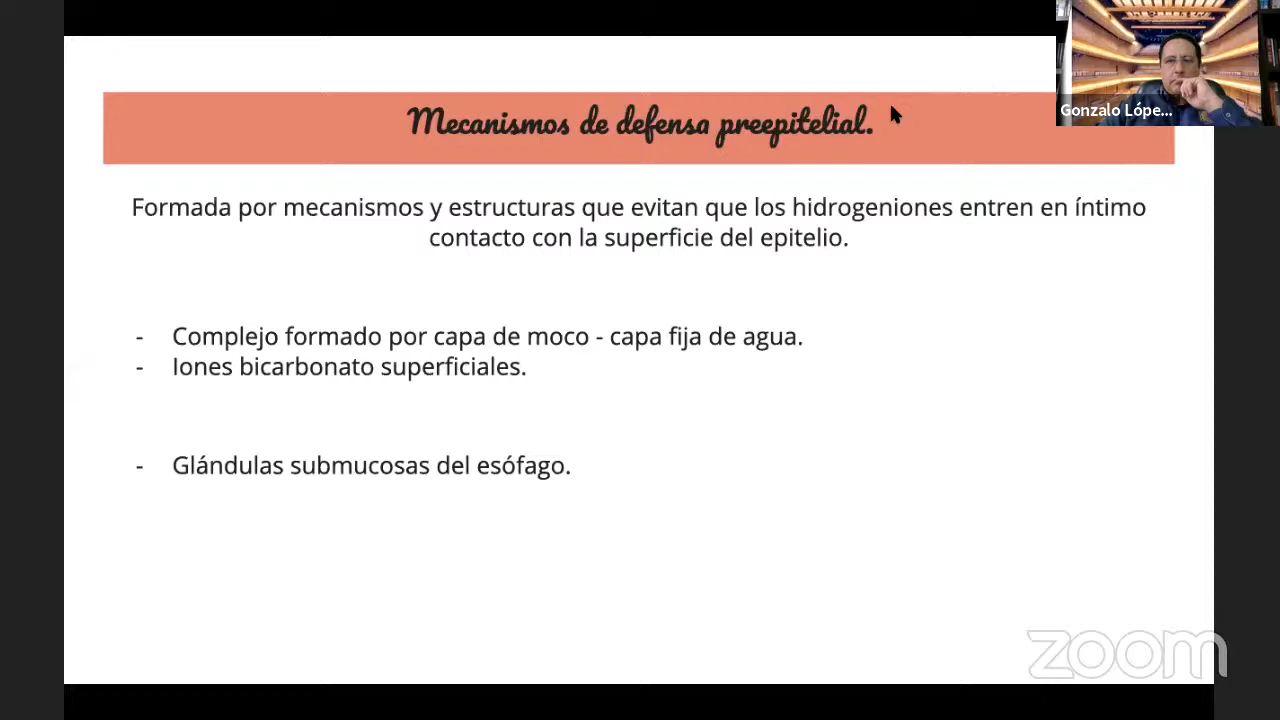 Mecanismos de defensa preepitelial.
Gonzalo Lópe...
Formada por mecanismos y estructuras que evitan que los hidrogeniones entren en íntimo
contacto con la superficie del epitelio.
- Complejo formado por capa de moco - capa fija de agua.
- Iones bicarbonato superficiales.
- Glándulas submucosas del esófago.
zoom